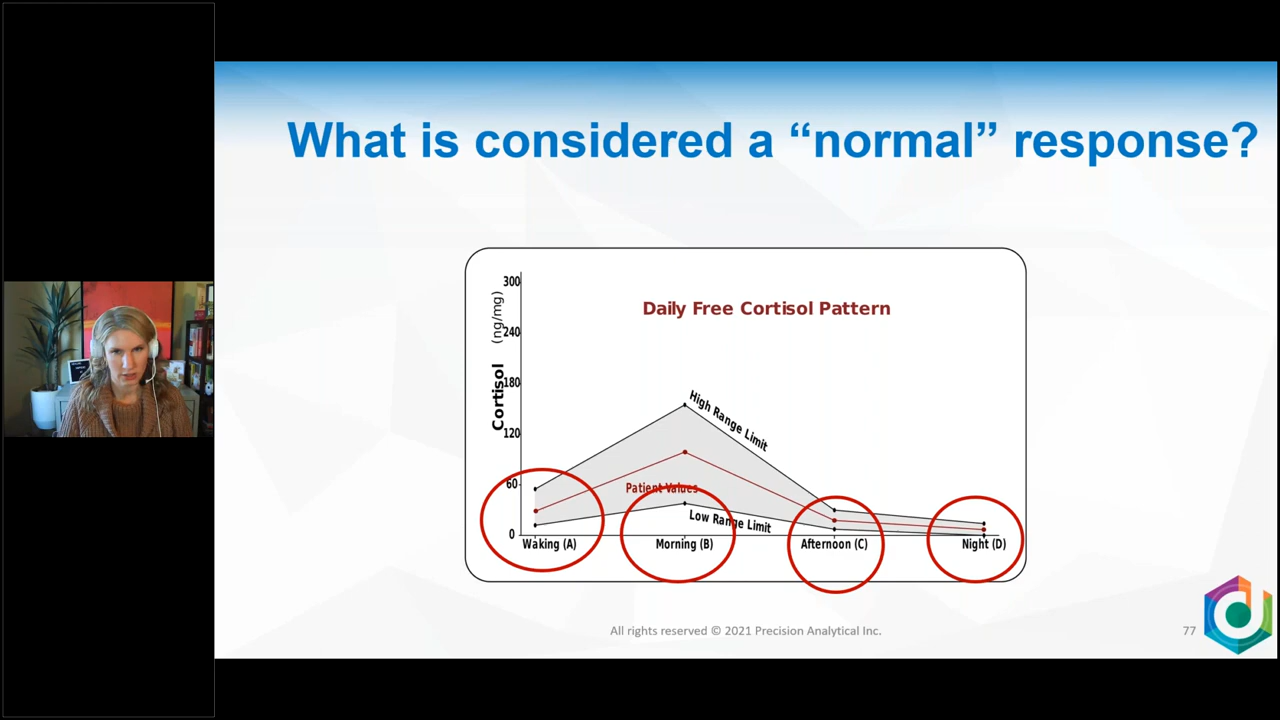 What is considered a “normal” response?
Daily Free Cortisol Pattern
Cortisol (ng/mg)
300
240
180
120
60
0
High Range Limit
Patient Values
Low Range Limit
Waking (A)
Morning (B)
Afternoon (C)
Night (D)
All rights reserved © 2021 Precision Analytical Inc.
77